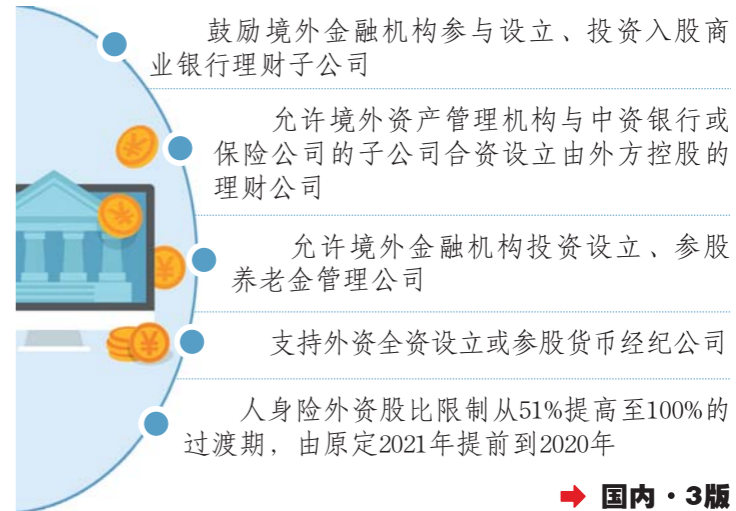 鼓励境外金融机构参与设立、投资入股商
业银行理财子公司
允许境外资产管理机构与中资银行或
保险公司的子公司合资设立由外方控股的
理财公司
允许境外金融机构投资设立、参股
养老金管理公司
支持外资全资设立或参股货币经纪公司
人身险外资股比限制从51%提高至100%的
过渡期，由原定2021年提前到2020年
➡ 国内·3版